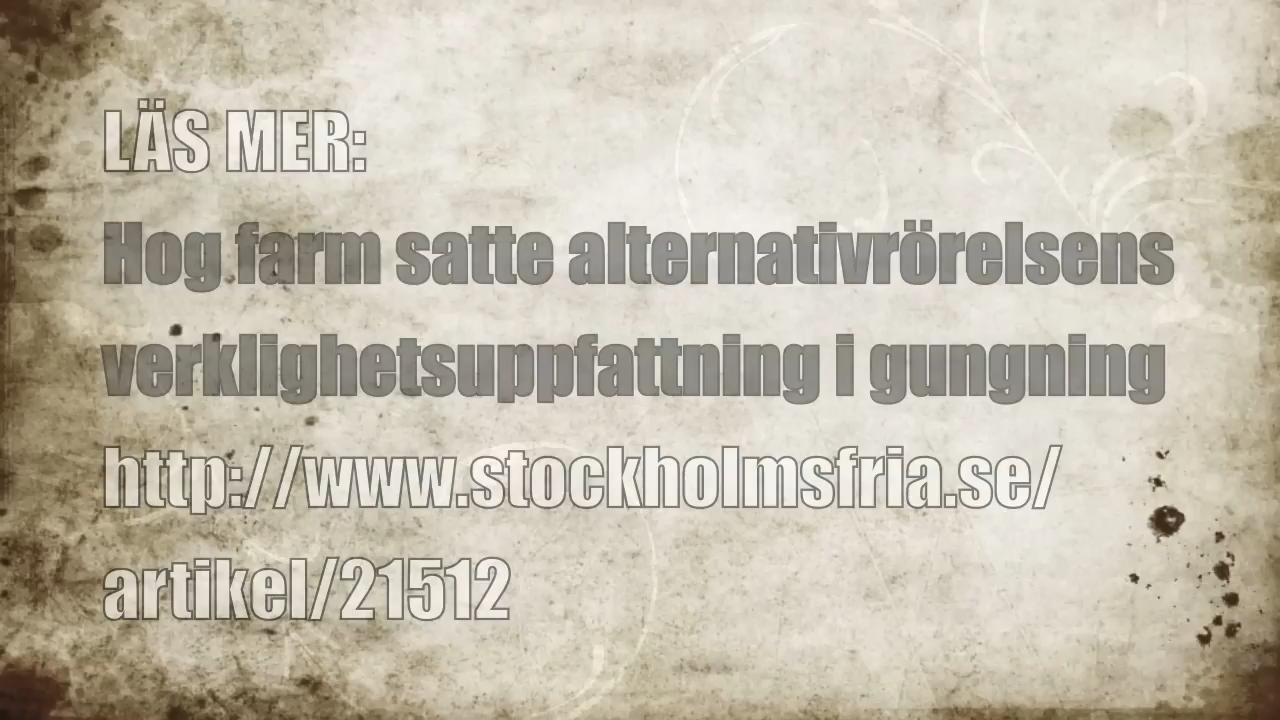 LÄS MER:
Hog farm satte alternativrörelsens
verklighetsuppfattning i gungning
http://www.stockholmsfria.se/
artikel/21512